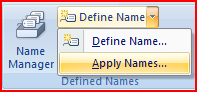 Define Name
Name
Manager
Define Name...
Apply Names...
Defined Names